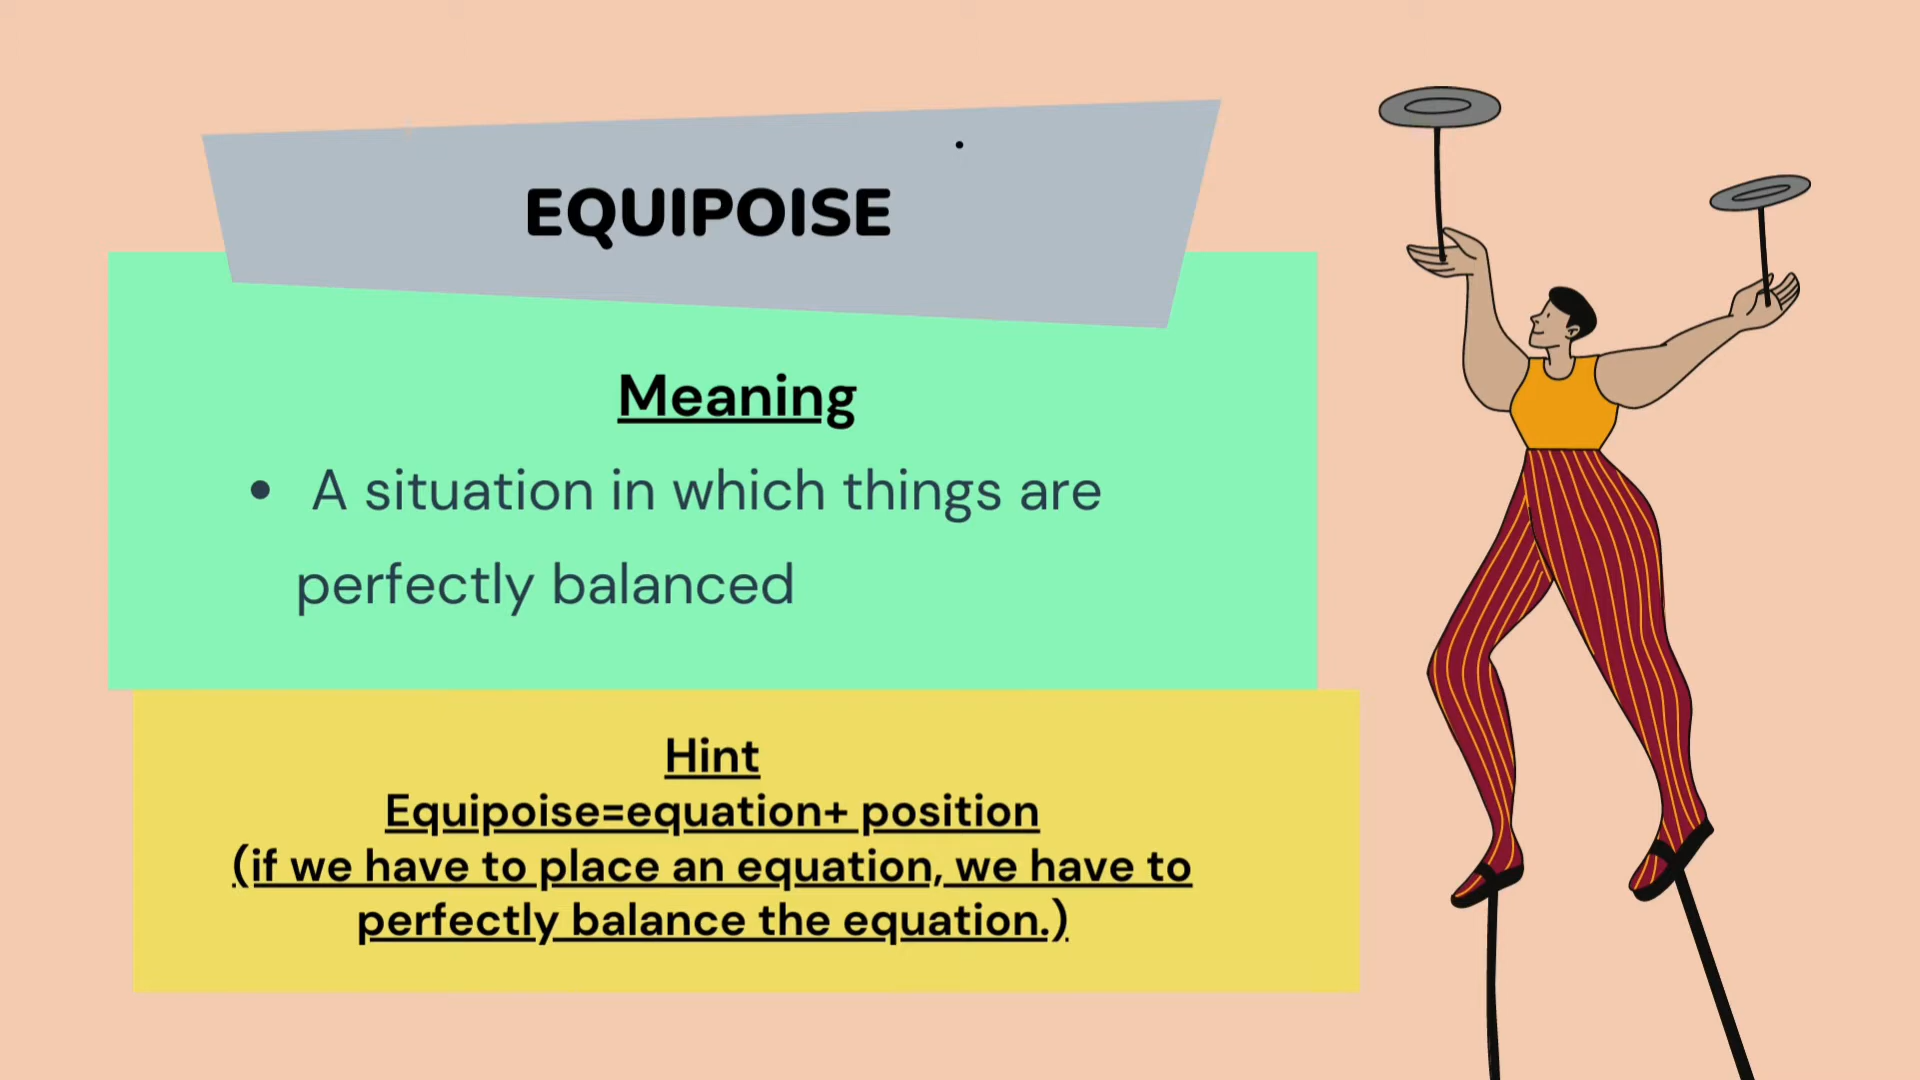 EQUIPOISE
Meaning
• A situation in which things are
perfectly balanced
Hint
Equipoise=equation+ position
(if we have to place an equation, we have to
perfectly balance the equation.)